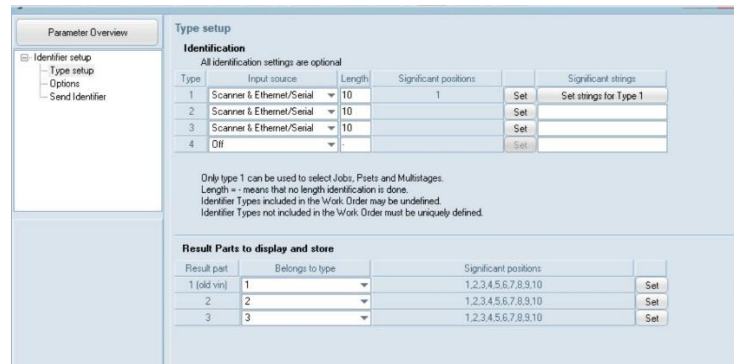 Parameter Overview
Identifier setup
Type setup
Options
Send Identifier
Type setup
Identification
All identification settings are optional
Type Input source Length Significant positions Significant strings
1 Scanner & Ethernet/Serial 10 1 Set Set strings for Type 1
2 Scanner & Ethernet/Serial 10 Set
3 Scanner & Ethernet/Serial 10 Set
4 Off - Set
Only type 1 can be used to select Jobs, Psets and Multistages.
Length = - means that no length identification is done.
Identifier Types included in the Work Order may be undefined.
Identifier Types not included in the Work Order must be uniquely defined.
Result Parts to display and store
Result part Belongs to type Significant positions
1 (old vin) 1 1,2,3,4,5,6,7,8,9,10 Set
2 2 1,2,3,4,5,6,7,8,9,10 Set
3 3 1,2,3,4,5,6,7,8,9,10 Set